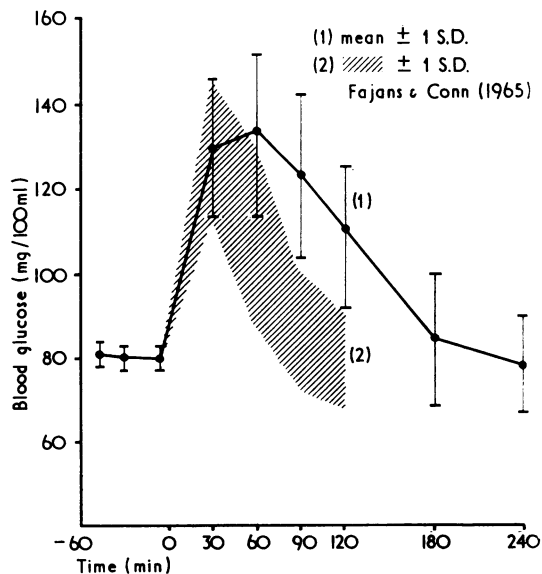 160
(1) mean ± 1 S.D.
(2) ± 1 S.D.
Fajans & Conn (1965)
140
120
(1)
100
80
(2)
60
Blood glucose (mg/100ml)
-60 0 30 60 90 120 180 240
Time (min)